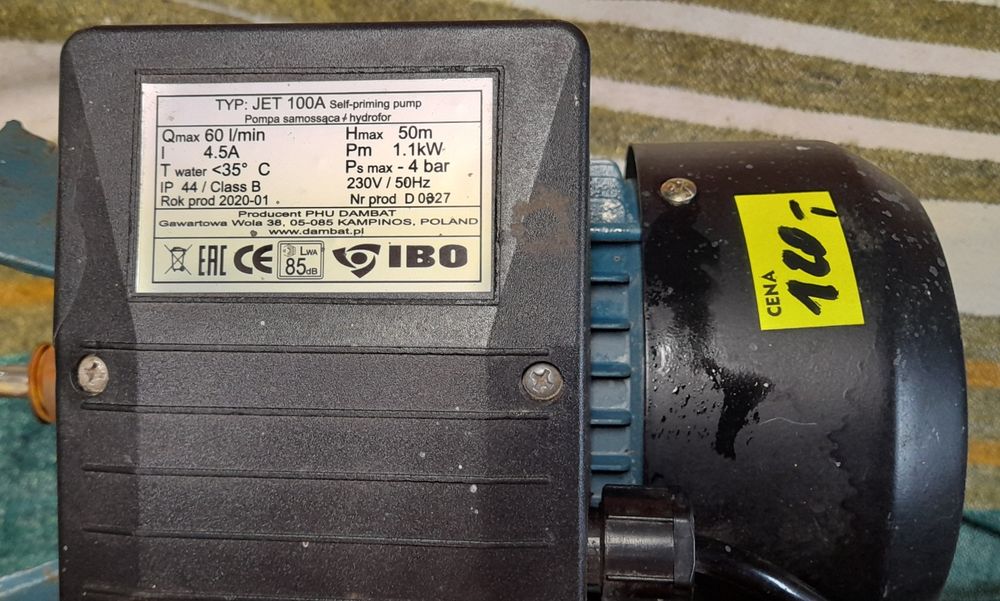 TYP: JET 100A Self-priming pump
Pompa samossąca / hydrofor
Qmax 60 l/min Hmax 50m
I 4.5A Pm 1.1kW
T water <35° C Ps max - 4 bar
IP 44 / Class B 230V / 50Hz
Rok prod 2020-01 Nr prod D 0327
Producent PHU DAMBAT
Gawartowa Wola 38, 05-085 KAMPINOS, POLAND
www.dambat.pl
EAC CE LWA 85dB IBO
CENA